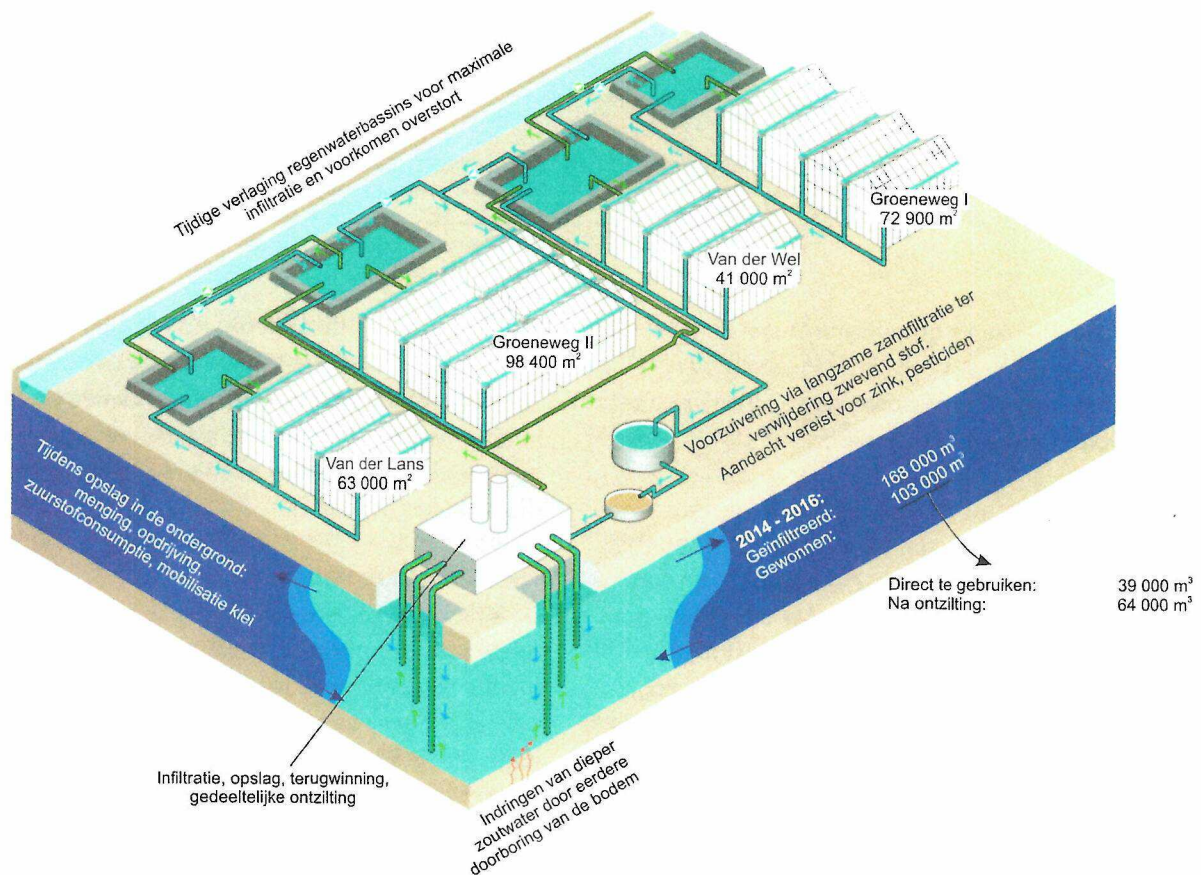 Tijdige verlaging regenwaterbassins voor maximale
infiltratie en voorkomen overstort
Groeneweg I
72 900 m²
Van der Wel
41 000 m²
Groeneweg II
98 400 m²
Van der Lans
63 000 m²
Voorzuivering via langzame zandfiltratie ter
verwijdering zwevend stof.
Aandacht vereist voor zink, pesticiden
Tijdens opslag in de ondergrond:
menging, opdrijving,
zuurstofconsumptie, mobilisatie klei
2014 - 2016:
Geïnfiltreerd: 168 000 m³
Gewonnen: 103 000 m³
Direct te gebruiken: 39 000 m³
Na ontzilting: 64 000 m³
Infiltratie, opslag, terugwinning,
gedeeltelijke ontzilting
Indringen van dieper
zoutwater door eerdere
doorboring van de bodem